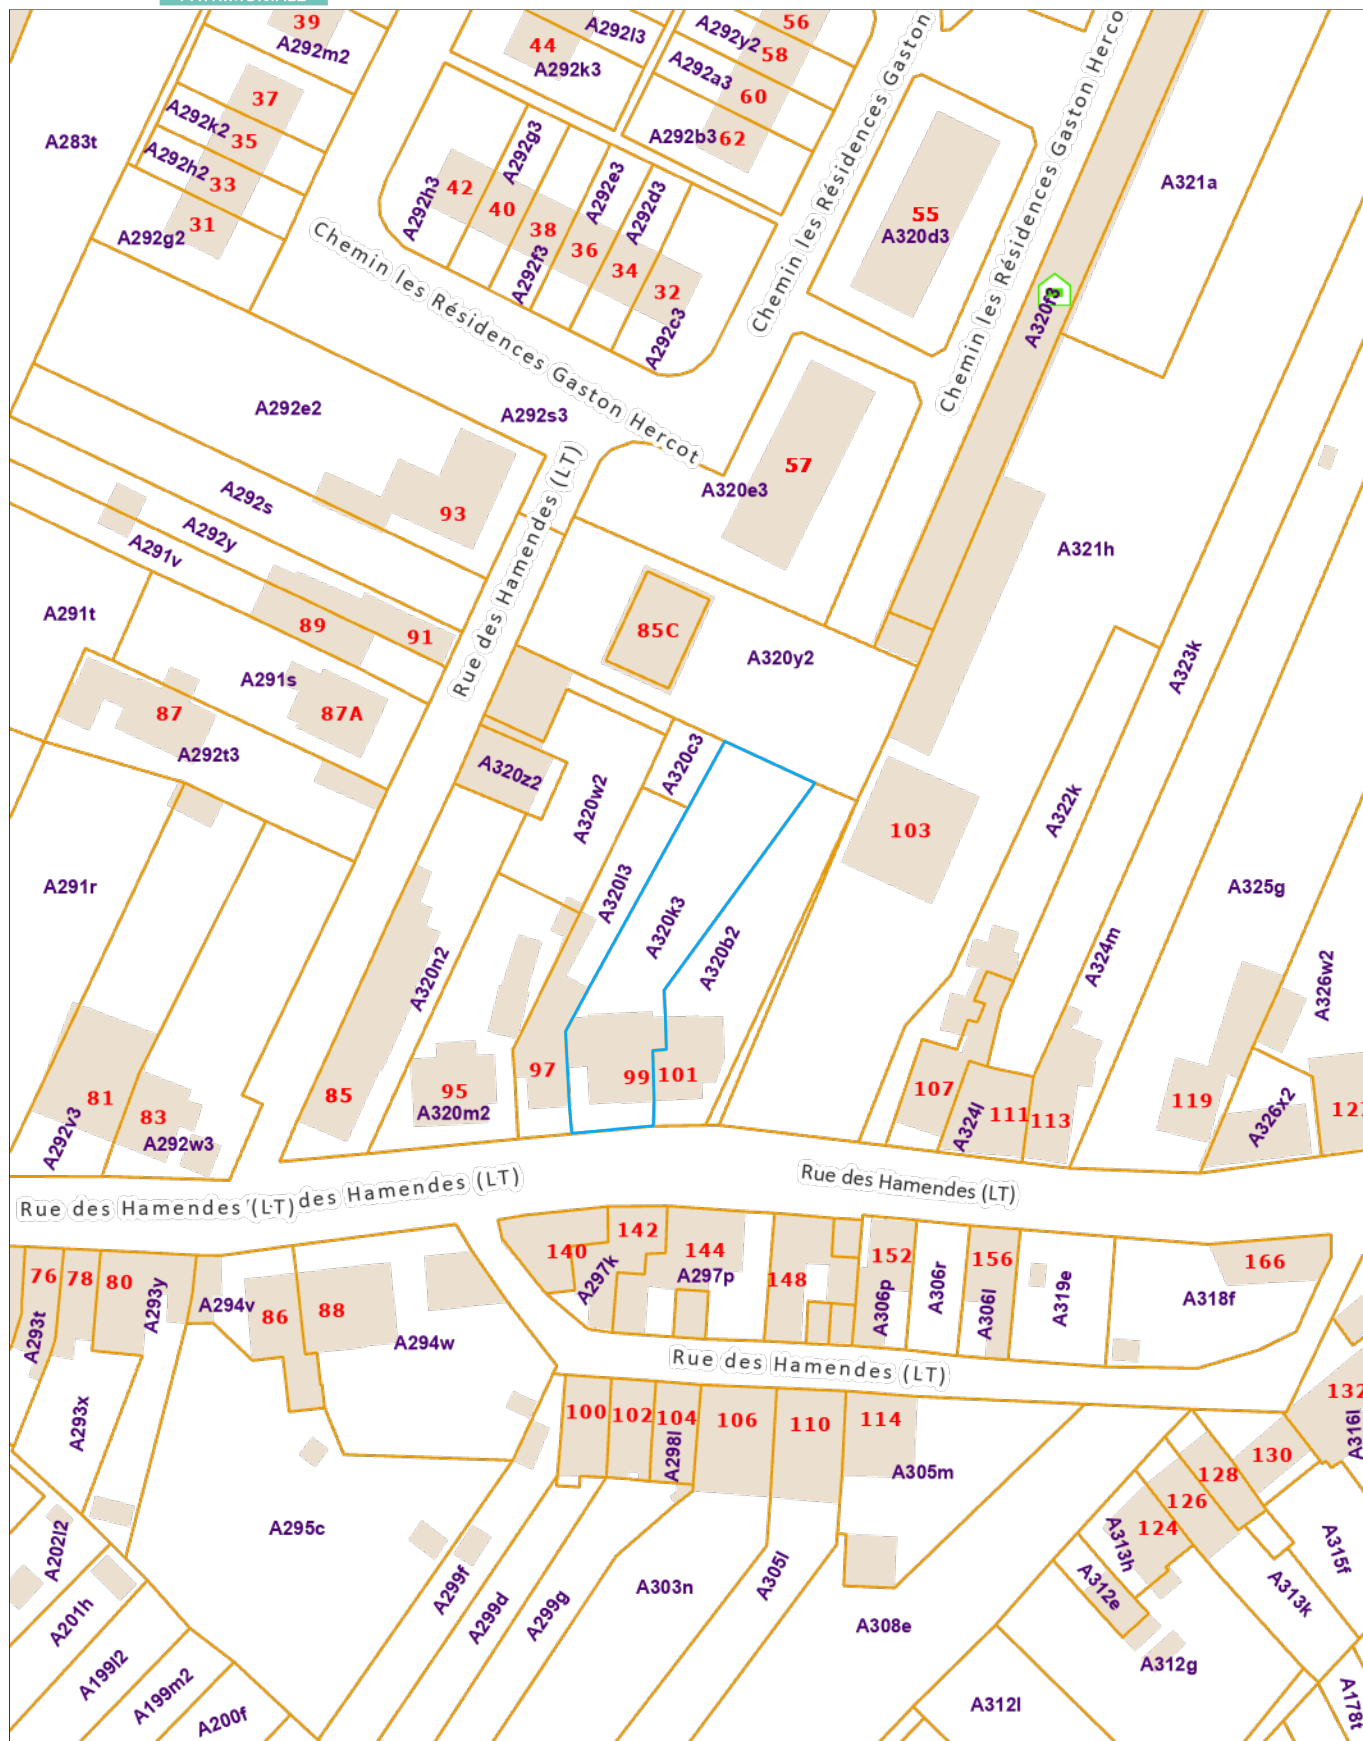 39
A292m2
A292l3
44
A292k3
56
A292y2
58
A292a3
60
A292b3
62
37
A292k2
35
A283t
A292h2
33
31
A292g2
A292g3
42
A292h3
40
A292e3
38
A292d3
A292f3
36
34
32
A292c3
Chemin les Résidences Gaston
Chemin les Résidences Gaston Herco
55
A320d3
A321a
A320f3
Chemin les Résidences Gaston Hercot
A292e2
A292s3
57
A320e3
A292s
93
A292y
A291v
Rue des Hamendes (LT)
A321h
A291t
89
91
85C
A320y2
A323k
A291s
87
87A
A292t3
A320z2
A320c3
A320w2
A322k
103
A291r
A320l3
A320k3
A320b2
A325g
A320n2
A324m
A326w2
81
83
A292v3
A292w3
85
95
A320m2
97
99
101
107
A324l
111
113
119
A326x2
Rue des Hamendes (LT)
des Hamendes (LT)
Rue des Hamendes (LT)
140
142
A297k
144
A297p
148
152
A306p
A306r
156
A306l
A319e
166
A318f
76
78
80
A293y
A293t
A294v
86
88
A294w
Rue des Hamendes (LT)
A293x
100
102
104
A298l
106
110
114
A305m
132
A316l
130
128
126
124
A313h
A315f
A202l2
A295c
A201h
A299f
A299d
A299g
A303n
A305l
A308e
A312e
A313k
A312g
A199l2
A199m2
A200f
A312l
A178t